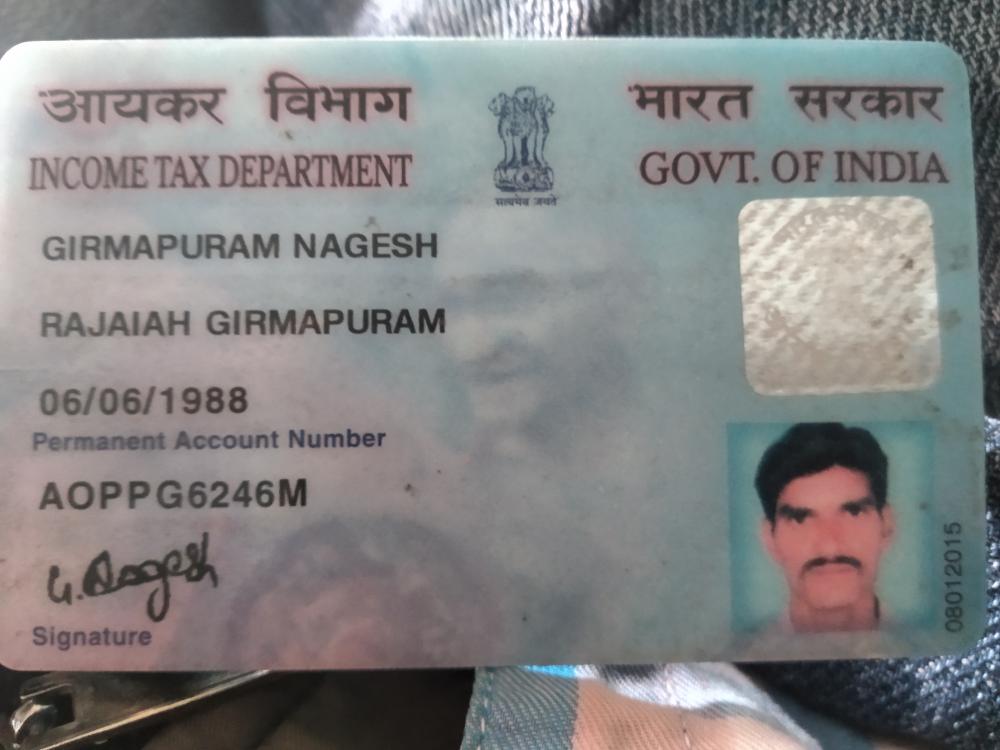 आयकर विभाग
INCOME TAX DEPARTMENT
सत्यमेव जयते
भारत सरकार
GOVT. OF INDIA
GIRMAPURAM NAGESH
RAJAIAH GIRMAPURAM
06/06/1988
Permanent Account Number
AOPPG6246M
G. Nagesh
Signature
08012015